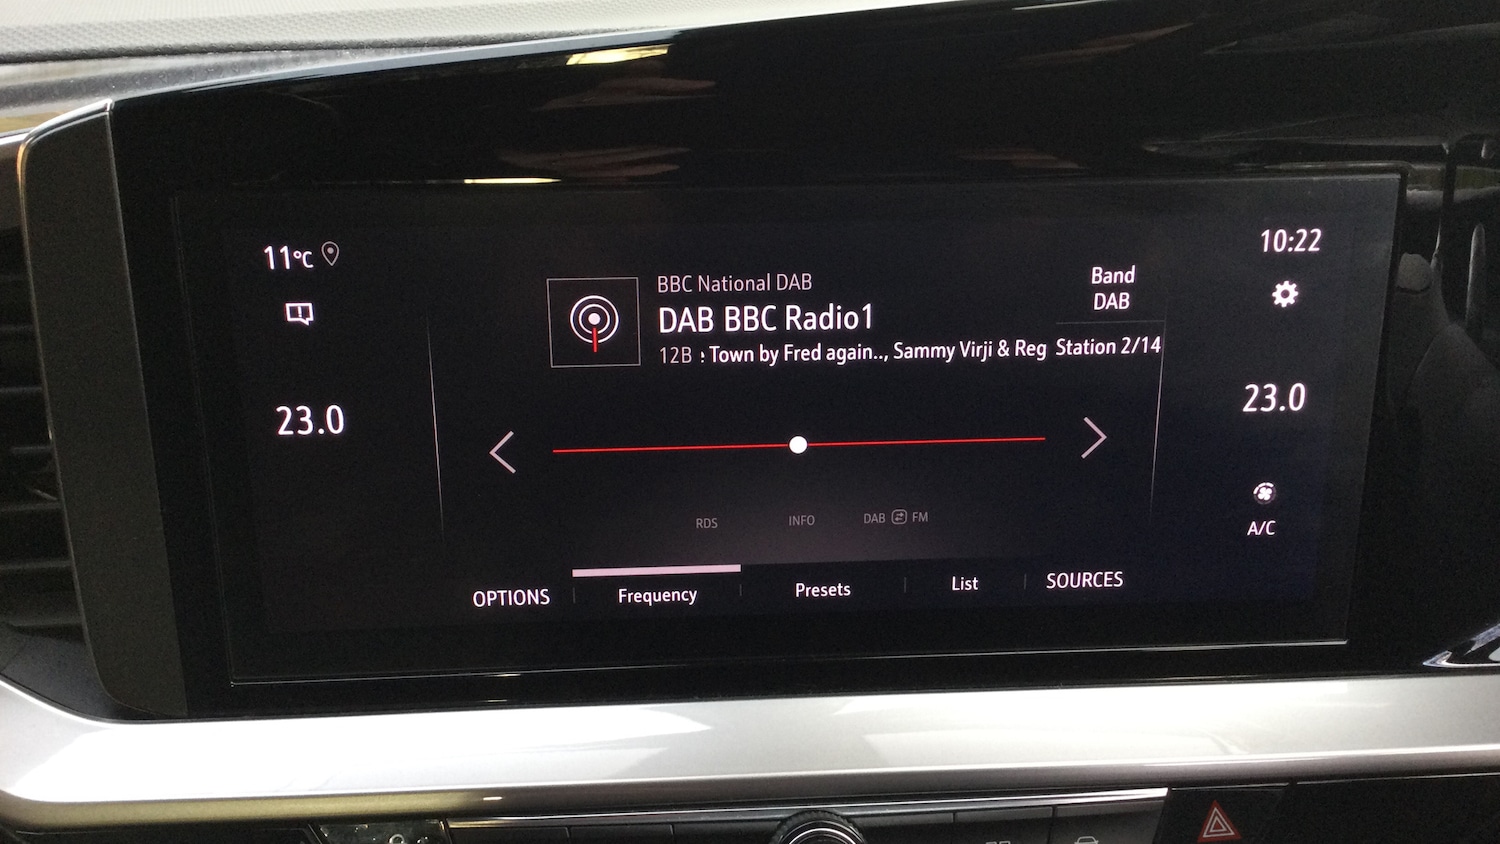 11°C
10:22
BBC National DAB
DAB BBC Radio1
12B : Town by Fred again.., Sammy Virji & Reg
Band
DAB
Station 2/14
23.0
23.0
RDS
INFO
DAB FM
A/C
OPTIONS
Frequency
Presets
List
SOURCES